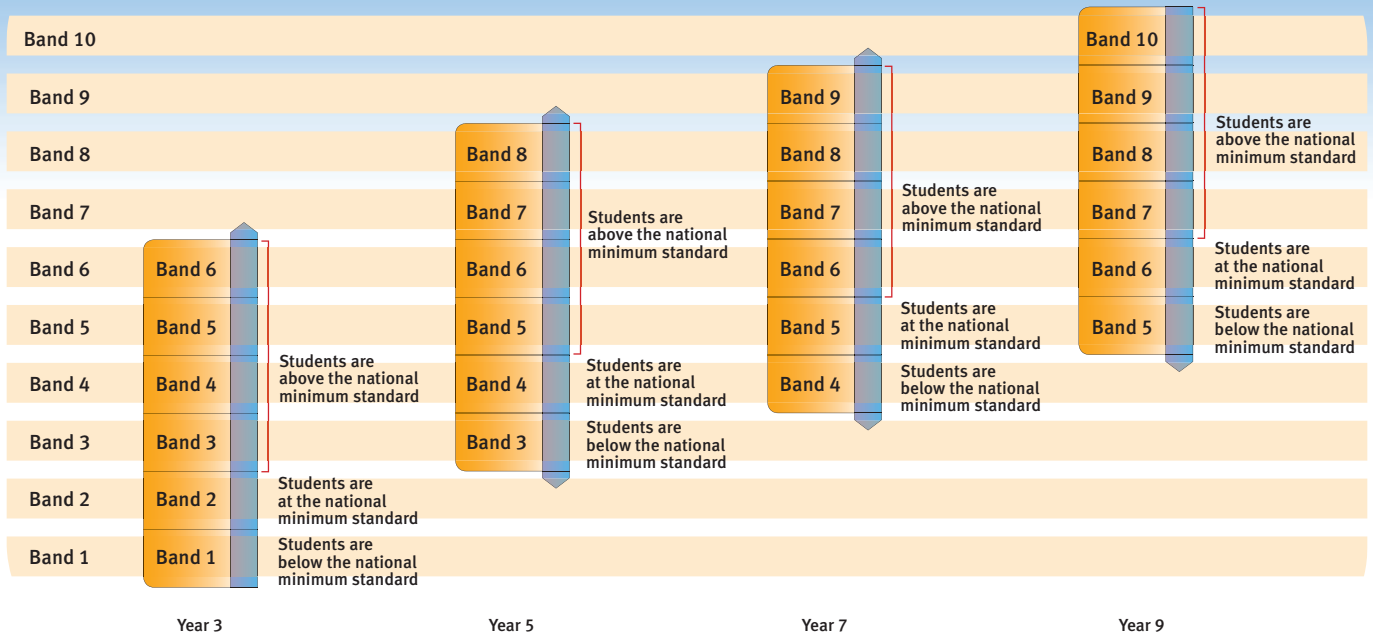 Band 10
Band 9
Band 8
Band 7
Band 6
Band 5
Band 4
Band 3
Band 2
Band 1
Band 6
Band 5
Band 4
Band 3
Band 2
Band 1
Students are
above the national
minimum standard
Students are
at the national
minimum standard
Students are
below the national
minimum standard
Year 3
Band 8
Band 7
Band 6
Band 5
Band 4
Band 3
Students are
above the national
minimum standard
Students are
at the national
minimum standard
Students are
below the national
minimum standard
Year 5
Band 9
Band 8
Band 7
Band 6
Band 5
Band 4
Students are
above the national
minimum standard
Students are
at the national
minimum standard
Students are
below the national
minimum standard
Year 7
Band 10
Band 9
Band 8
Band 7
Band 6
Band 5
Students are
above the national
minimum standard
Students are
at the national
minimum standard
Students are
below the national
minimum standard
Year 9